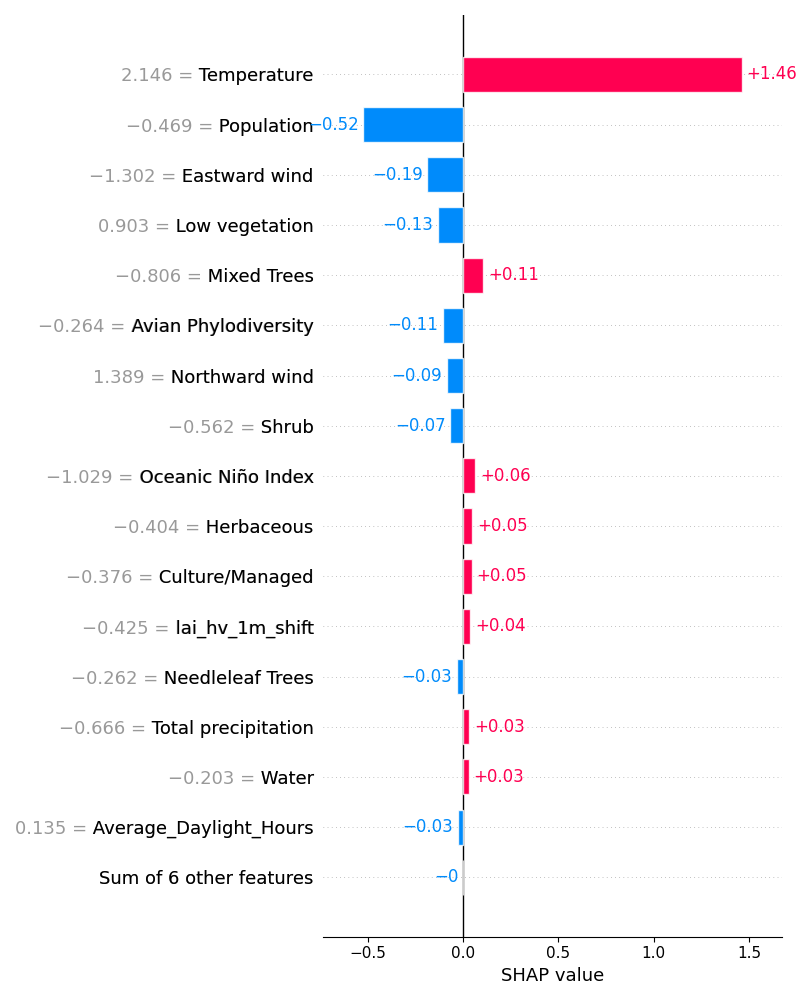 2.146 = Temperature +1.46
−0.469 = Population −0.52
−1.302 = Eastward wind −0.19
0.903 = Low vegetation −0.13
−0.806 = Mixed Trees +0.11
−0.264 = Avian Phylodiversity −0.11
1.389 = Northward wind −0.09
−0.562 = Shrub −0.07
−1.029 = Oceanic Niño Index +0.06
−0.404 = Herbaceous +0.05
−0.376 = Culture/Managed +0.05
−0.425 = lai_hv_1m_shift +0.04
−0.262 = Needleleaf Trees −0.03
−0.666 = Total precipitation +0.03
−0.203 = Water +0.03
0.135 = Average_Daylight_Hours −0.03
Sum of 6 other features −0
−0.5 0.0 0.5 1.0 1.5
SHAP value